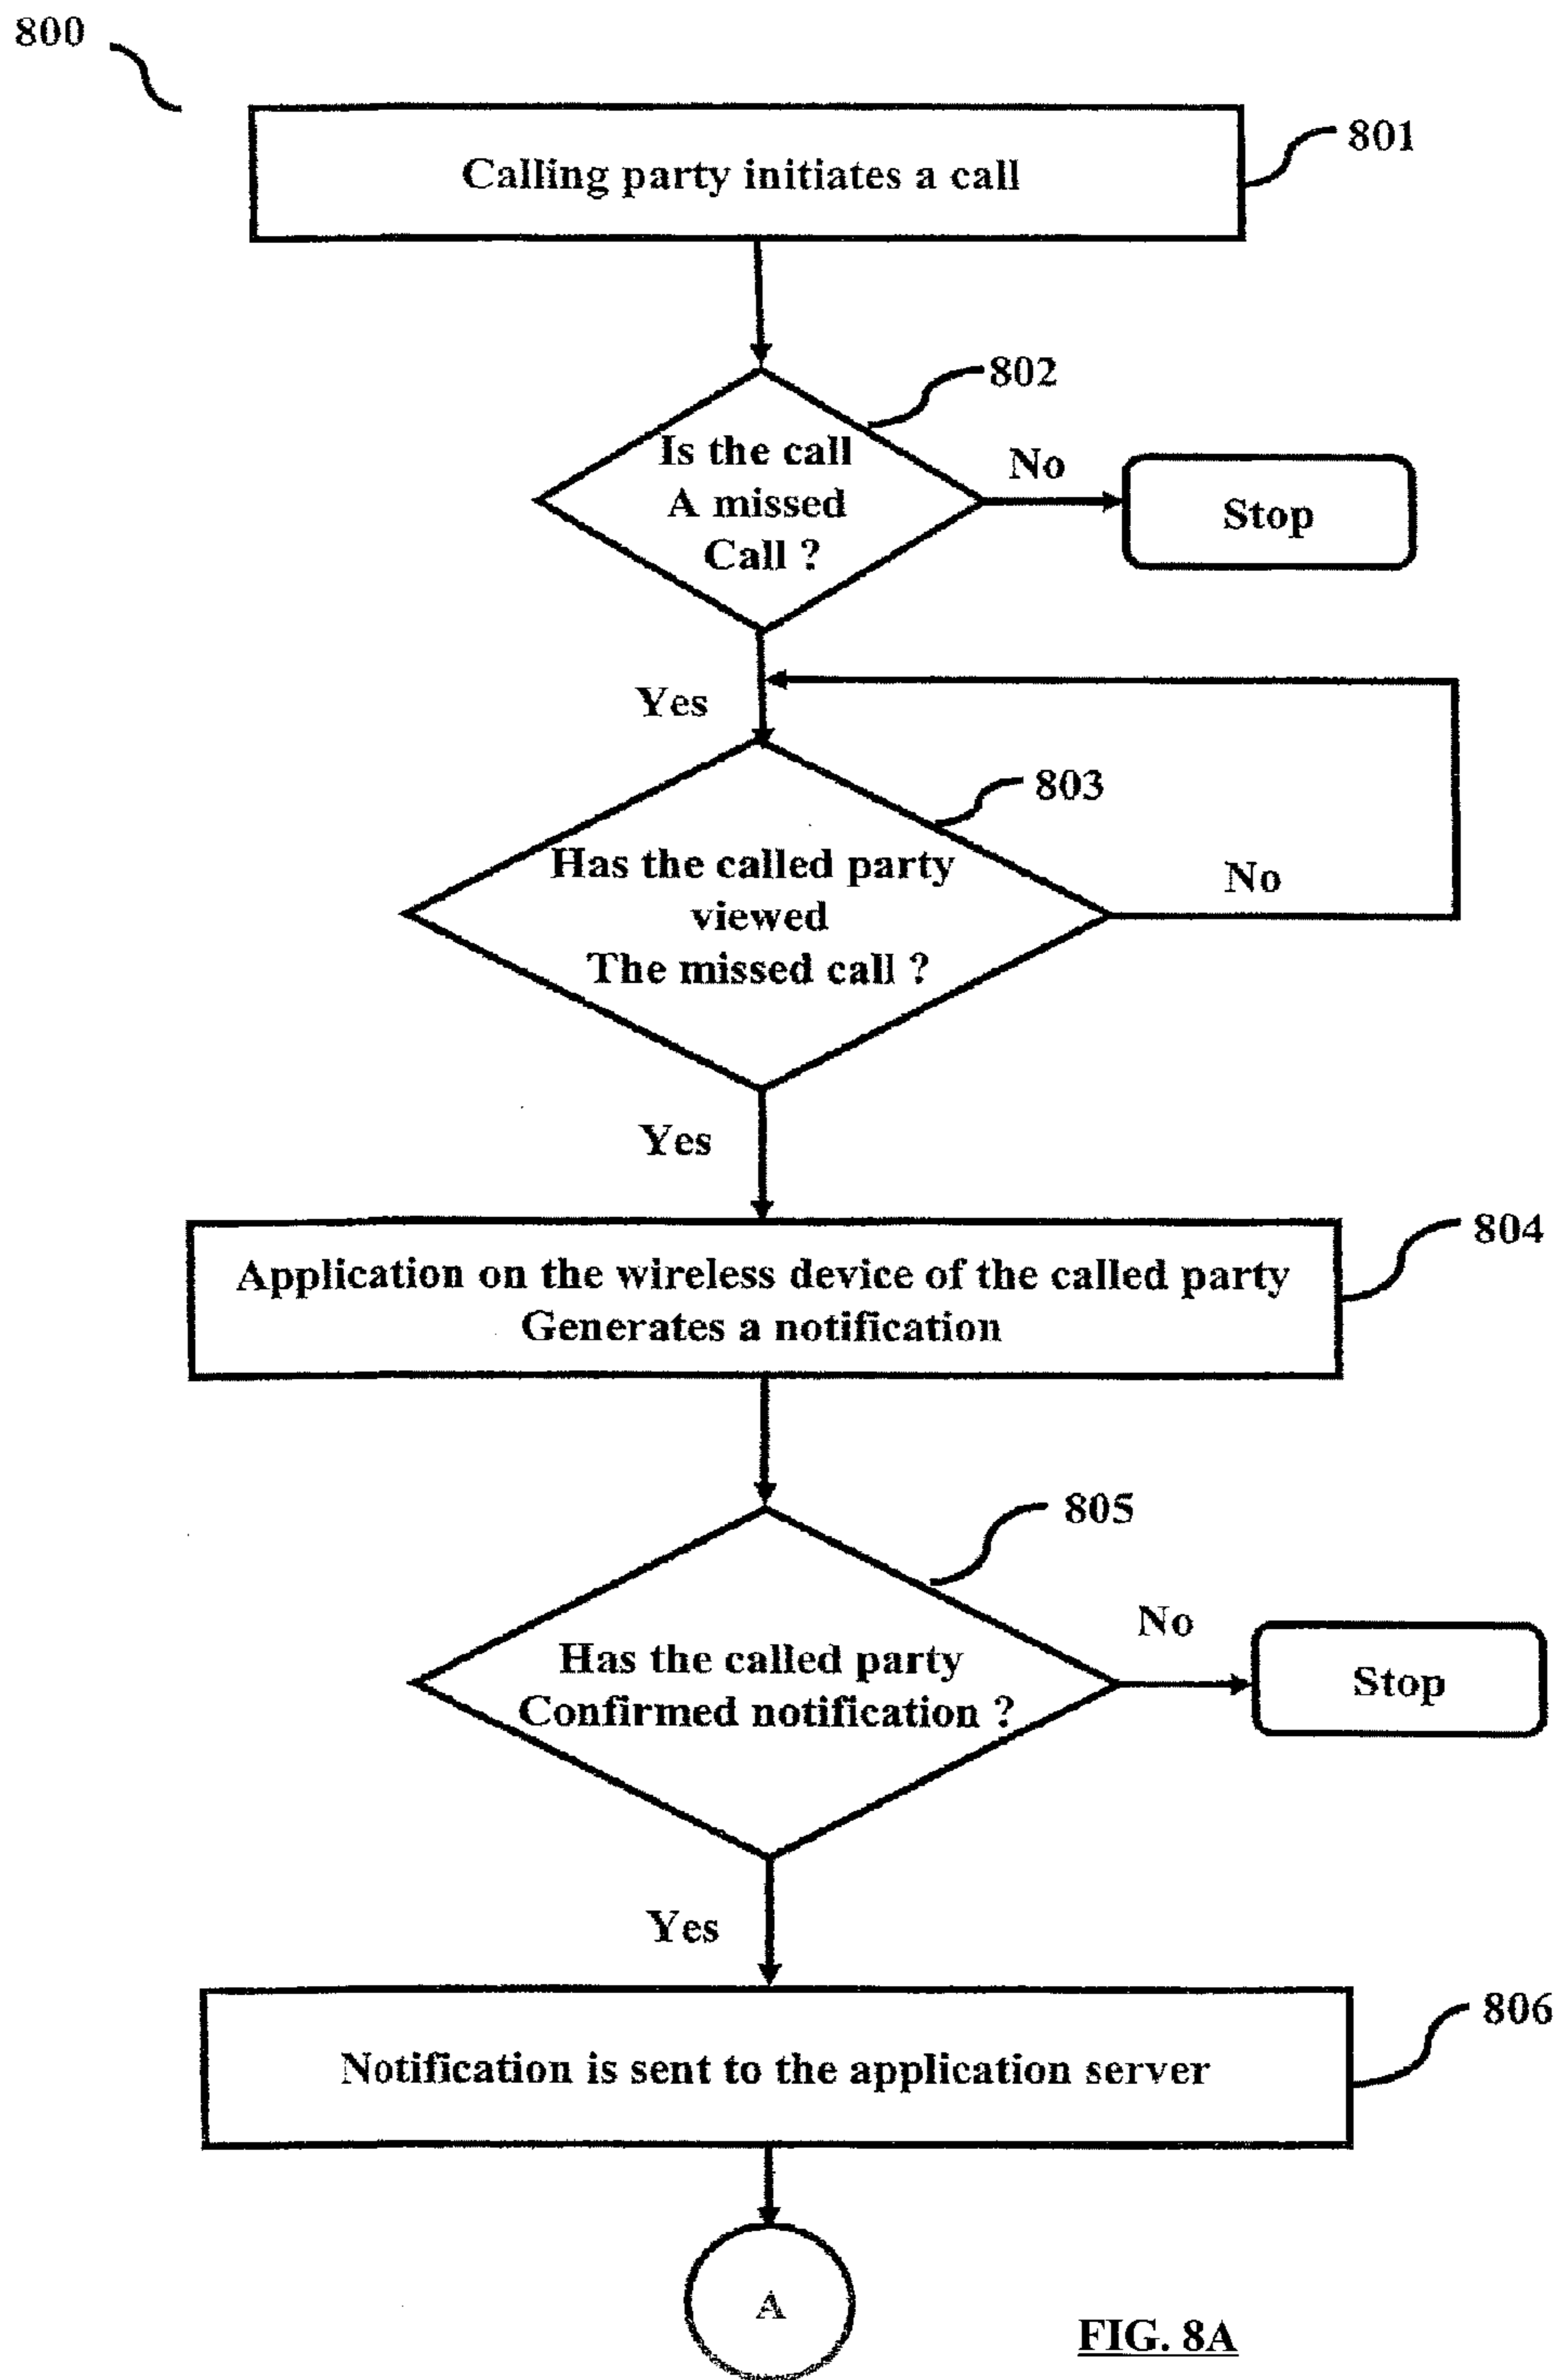 800
Calling party initiates a call
801
802
Is the call
A missed
Call ?
No
Stop
Yes
803
Has the called party
viewed
The missed call ?
No
Yes
804
Application on the wireless device of the called party
Generates a notification
805
Has the called party
Confirmed notification ?
No
Stop
Yes
806
Notification is sent to the application server
A
FIG. 8A